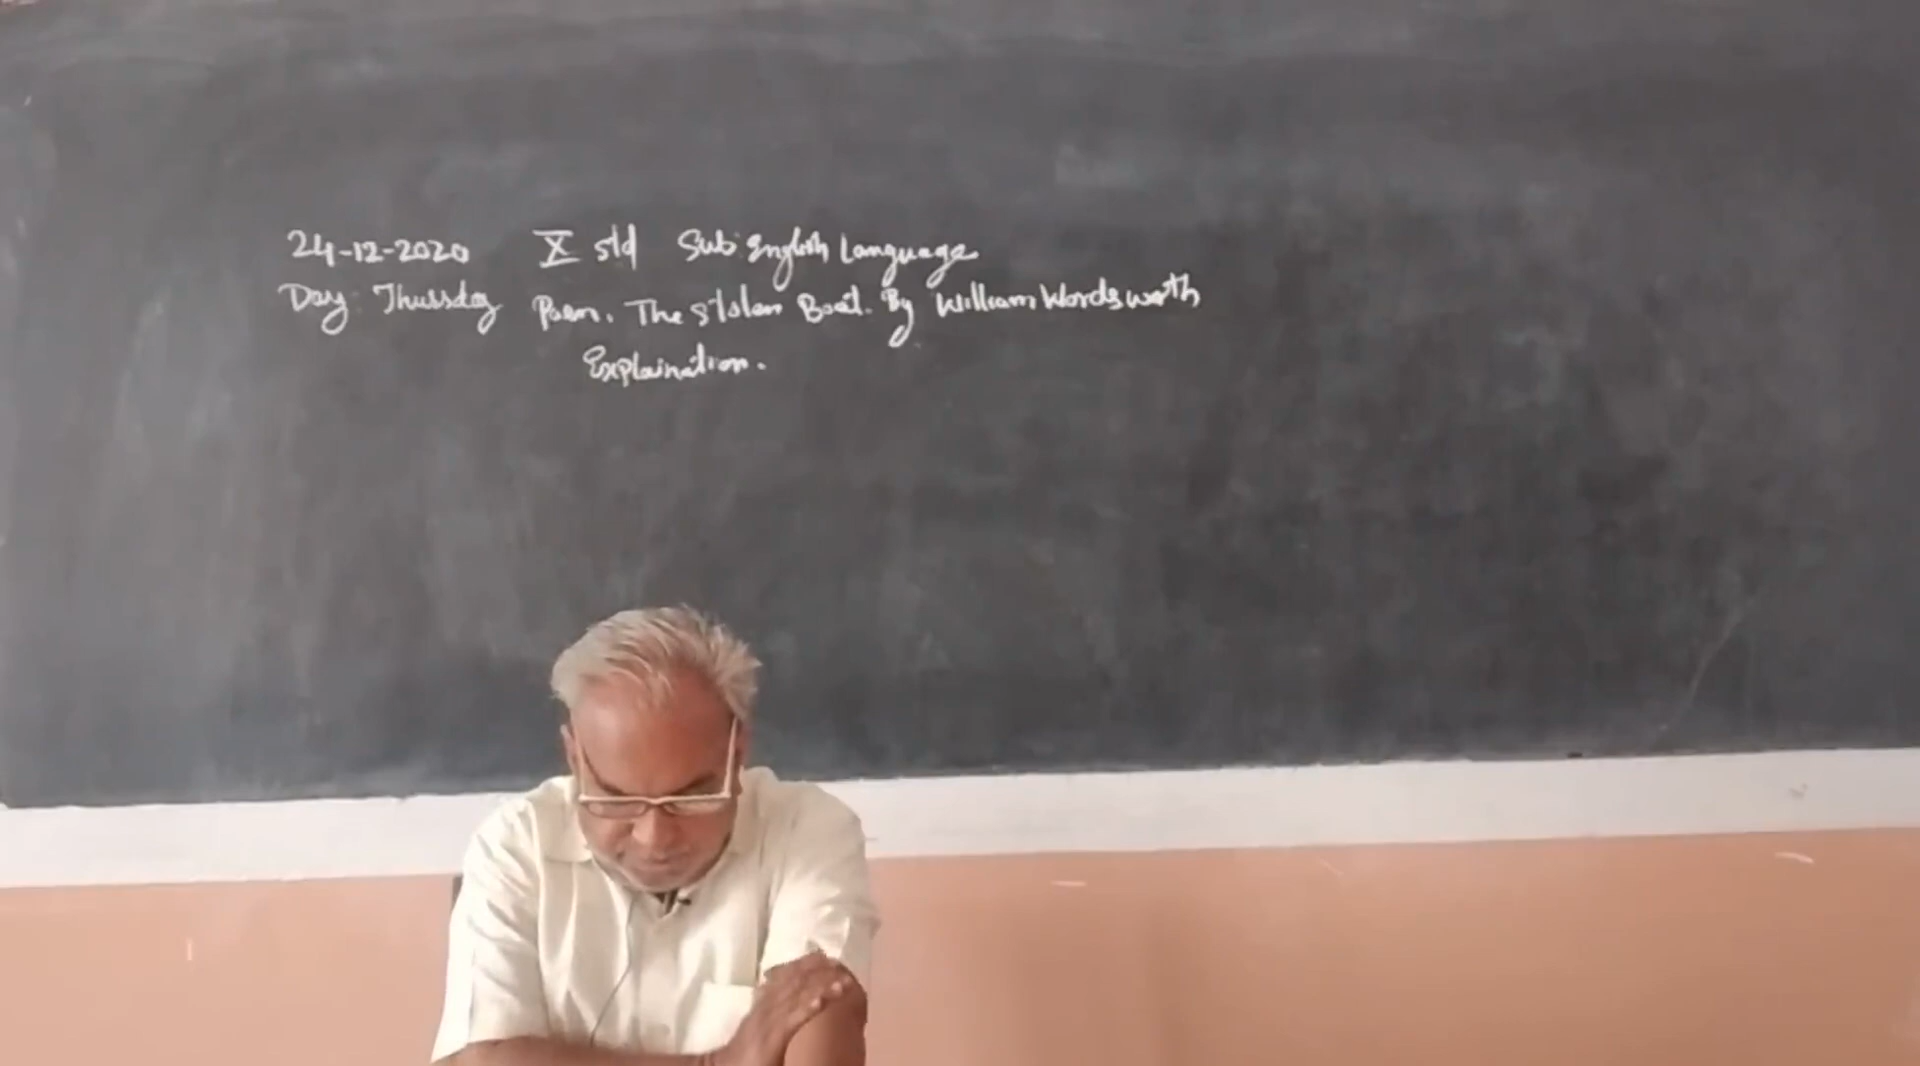 24-12-2020 X std Sub: English Language
Day: Thursday Poem. The Stolen Boat. By William Wordsworth
Explaination.